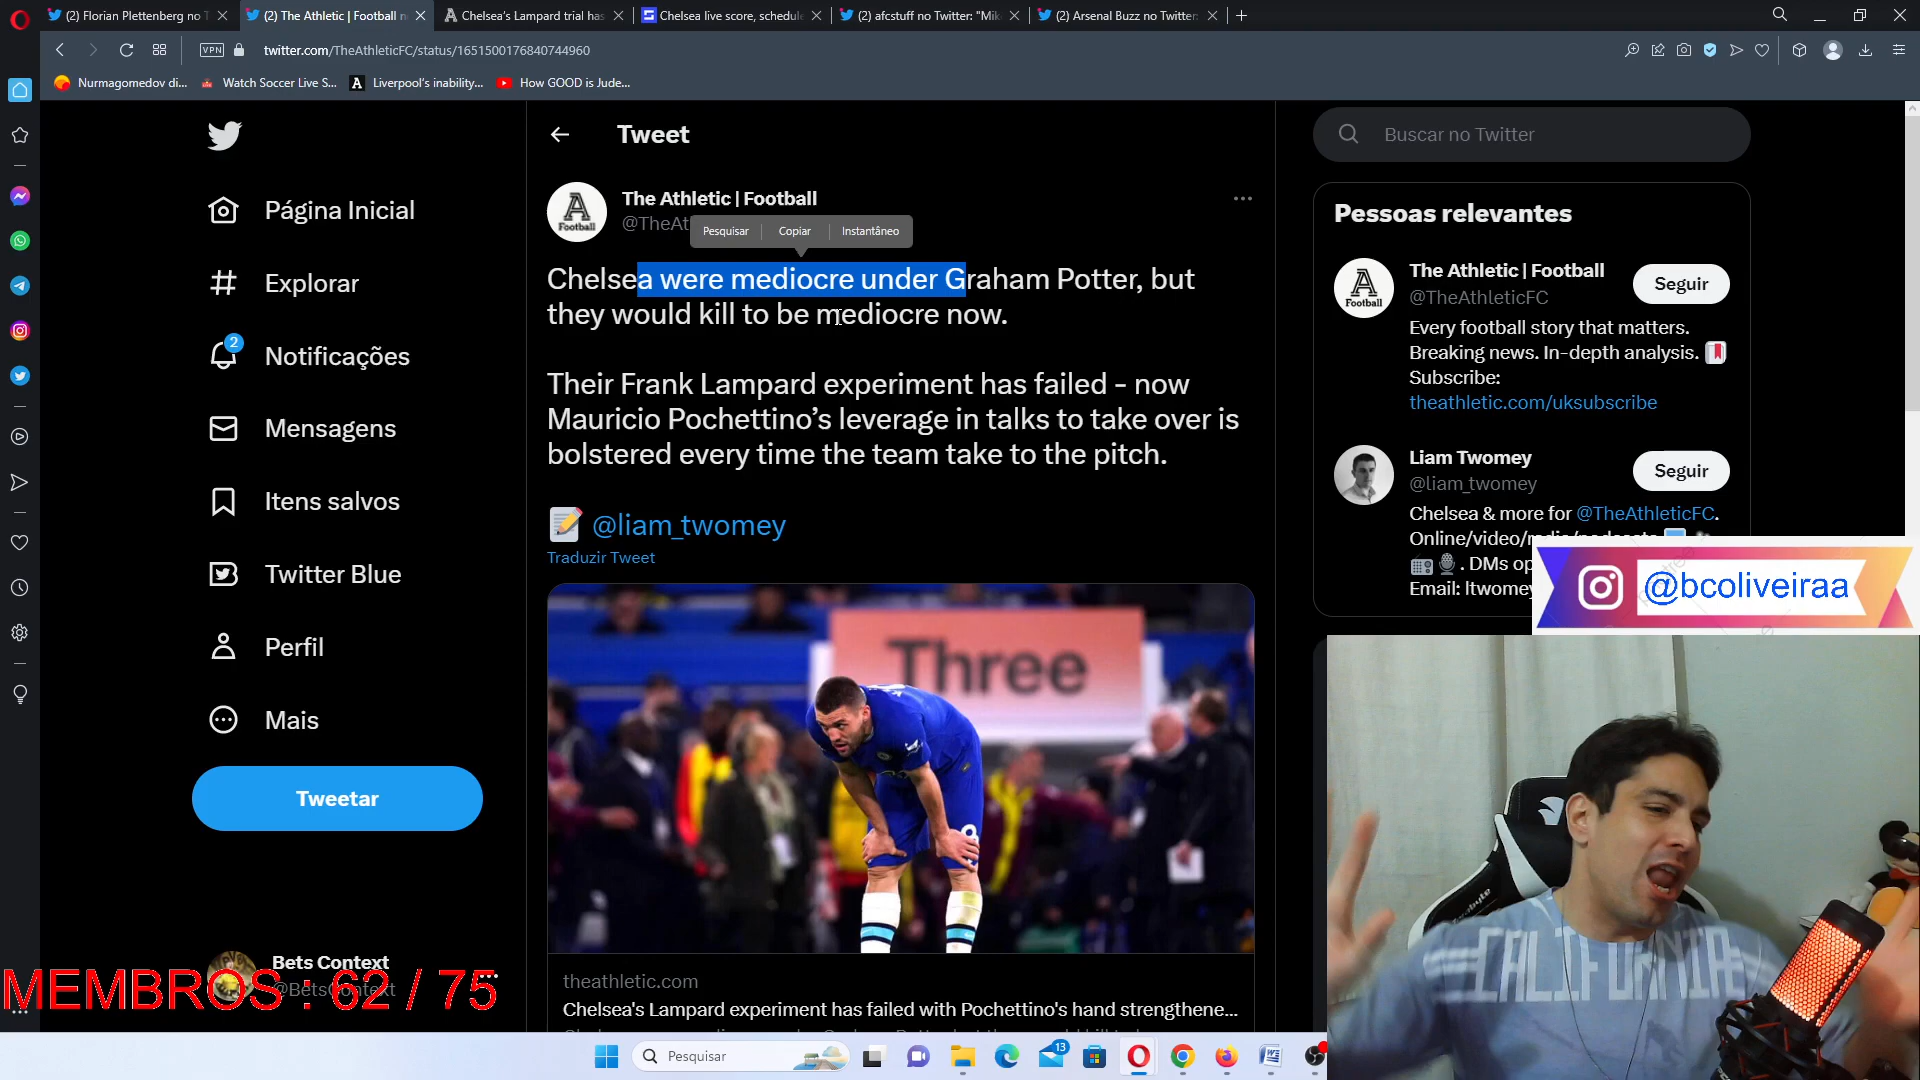 (2) Florian Plettenberg no T
(2) The Athletic | Football n
Chelsea's Lampard trial has
Chelsea live score, schedule
(2) afcstuff no Twitter: "Mik
(2) Arsenal Buzz no Twitter:
VPN
twitter.com/TheAthleticFC/status/1651500176840744960
Nurmagomedov di...
Watch Soccer Live S...
Liverpool's inability...
How GOOD is Jude...
Página Inicial
Explorar
2
Notificações
Mensagens
Itens salvos
Twitter Blue
Perfil
Mais
Tweetar
Bets Context
@BetsContext
MEMBROS : 62 / 75
Tweet
The Athletic | Football
@TheAt
Pesquisar
Copiar
Instantâneo
Chelsea were mediocre under Graham Potter, but
they would kill to be mediocre now.
Their Frank Lampard experiment has failed - now
Mauricio Pochettino's leverage in talks to take over is
bolstered every time the team take to the pitch.
@liam_twomey
Traduzir Tweet
Three
theathletic.com
Chelsea's Lampard experiment has failed with Pochettino's hand strengthene...
Buscar no Twitter
Pessoas relevantes
The Athletic | Football
@TheAthleticFC
Seguir
Every football story that matters.
Breaking news. In-depth analysis.
Subscribe:
theathletic.com/uksubscribe
Liam Twomey
@liam_twomey
Seguir
Chelsea & more for @TheAthleticFC.
Online/video/radio/podcasts
. DMs op
Email: ltwomey
@bcoliveiraa
CALIFORNIA
Pesquisar
13